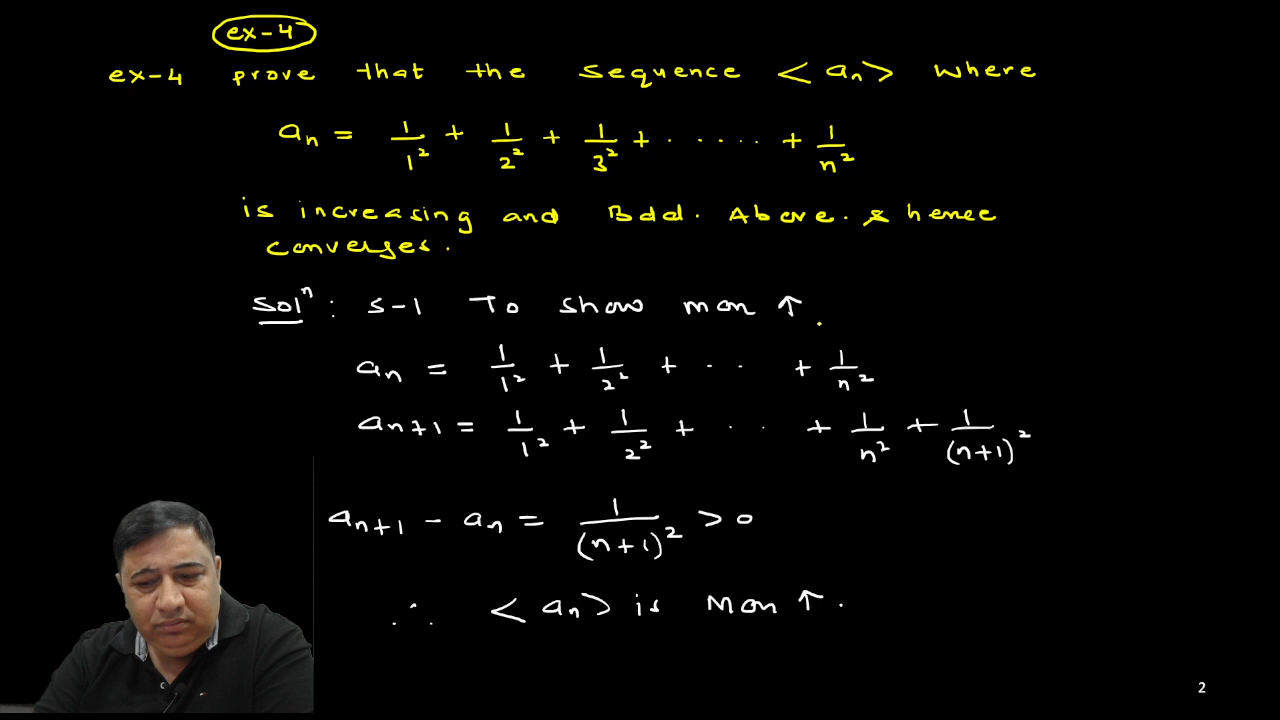 ex-4
ex-4 prove that the sequence <aₙ> where
aₙ = 1/1² + 1/2² + 1/3² + . . . . . + 1/n²
is increasing and Bdd. Above. & hence
converges.
Solⁿ : S-1 To show mon ↑.
aₙ = 1/1² + 1/2² + . . + 1/n²
aₙ₊₁ = 1/1² + 1/2² + . . + 1/n² + 1/(n+1)²
aₙ₊₁ - aₙ = 1/(n+1)² > 0
∴ <aₙ> is Mon ↑.
2